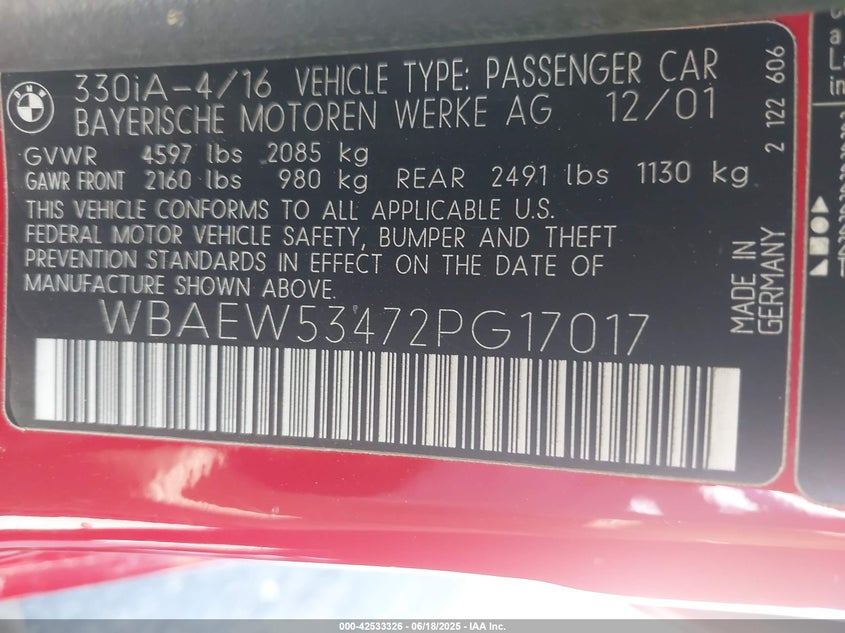 BMW
330iA-4/16 VEHICLE TYPE: PASSENGER CAR
BAYERISCHE MOTOREN WERKE AG 12/01
GVWR 4597 lbs 2085 kg
GAWR FRONT 2160 lbs 980 kg REAR 2491 lbs 1130 kg
THIS VEHICLE CONFORMS TO ALL APPLICABLE U.S.
FEDERAL MOTOR VEHICLE SAFETY, BUMPER AND THEFT
PREVENTION STANDARDS IN EFFECT ON THE DATE OF
MANUFACTURE SHOWN ABOVE.
WBAEW53472PG17017
MADE IN
GERMANY
2 122 606
000-42533326 - 06/18/2025 - IAA Inc.